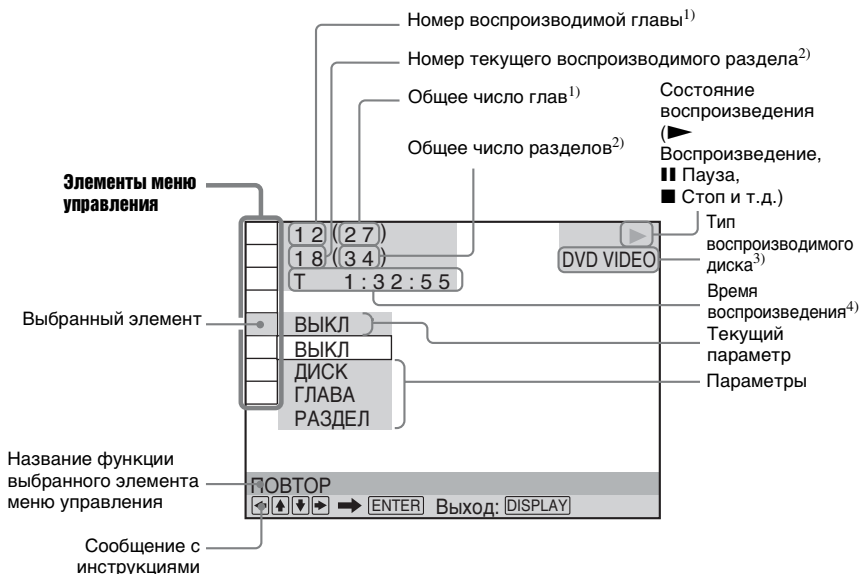 Номер воспроизводимой главы1)
Номер текущего воспроизводимого раздела2)
Общее число глав1)
Общее число разделов2)
Состояние
воспроизведения
(►
Воспроизведение,
▮▮ Пауза,
■ Стоп и т.д.)
Элементы меню
управления
12(27)
18(34)
T 1:32:55
►
DVD VIDEO
Тип
воспроизводимого
диска3)
Время
воспроизведения4)
Выбранный элемент
ВЫКЛ
Текущий
параметр
ВЫКЛ
ДИСК
ГЛАВА
РАЗДЕЛ
Параметры
Название функции
выбранного элемента
меню управления
ПОВТОР
←↑↓→ ➡ ENTER Выход: DISPLAY
Сообщение с
инструкциями